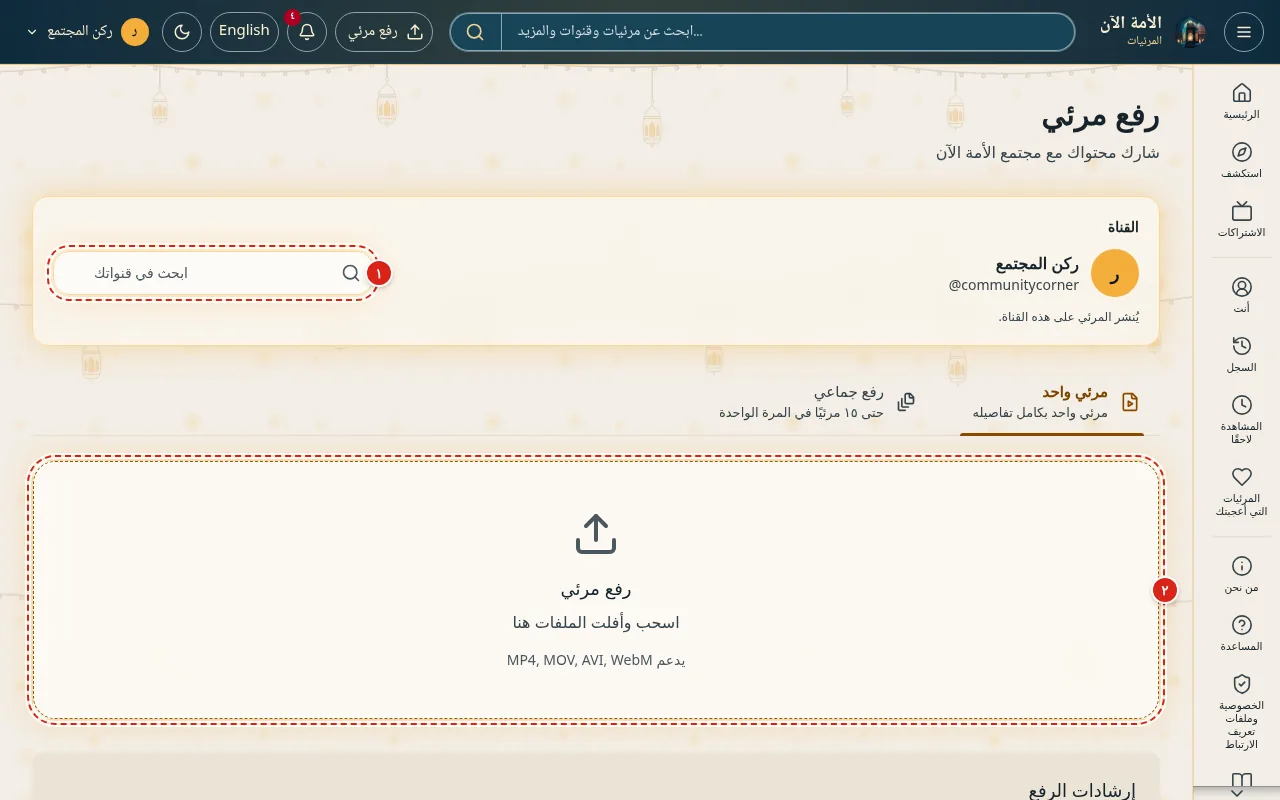 الأمة الآن
المرئيات
ابحث عن مرئيات وقنوات والمزيد...
رفع مرئي
٤
English
ر
ركن المجتمع
الرئيسية
استكشف
الاشتراكات
أنت
السجل
المشاهدة
لاحقًا
المرئيات
التي أعجبتك
من نحن
المساعدة
الخصوصية
وملفات
تعريف
الارتباط
رفع مرئي
شارك محتواك مع مجتمع الأمة الآن
القناة
ر
ركن المجتمع
@communitycorner
يُنشر المرئي على هذه القناة.
١
ابحث في قنواتك
مرئي واحد
مرئي واحد بكامل تفاصيله
رفع جماعي
حتى ١٥ مرئيًا في المرة الواحدة
٢
رفع مرئي
اسحب وأفلت الملفات هنا
يدعم MP4, MOV, AVI, WebM
إرشادات الرفع